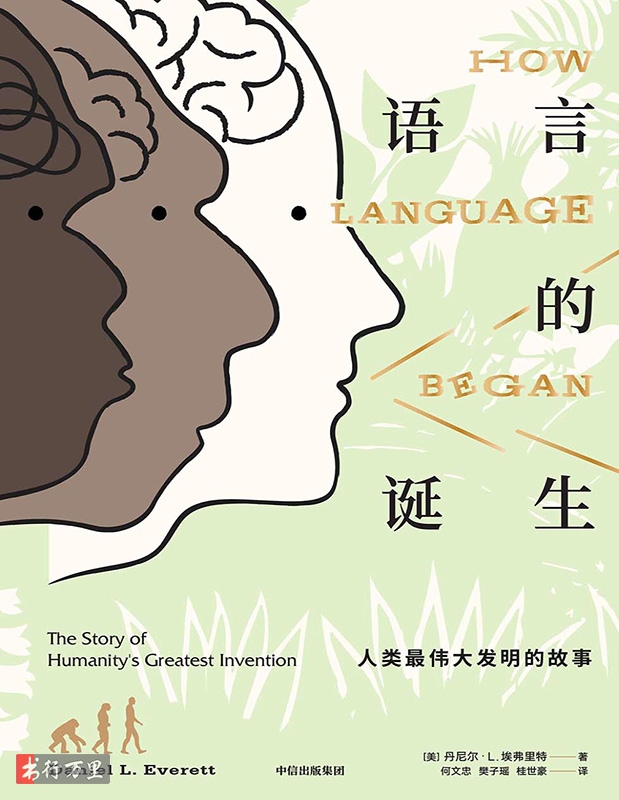 HOW
语言
LANGUAGE
的
BEGAN
诞生
The Story of
Humanity's Greatest Invention
人类最伟大发明的故事
[美] 丹尼尔·L.埃弗里特 著
书行万里
Daniel L. Everett
中信出版集团
何文忠 樊子瑶 桂世豪 译